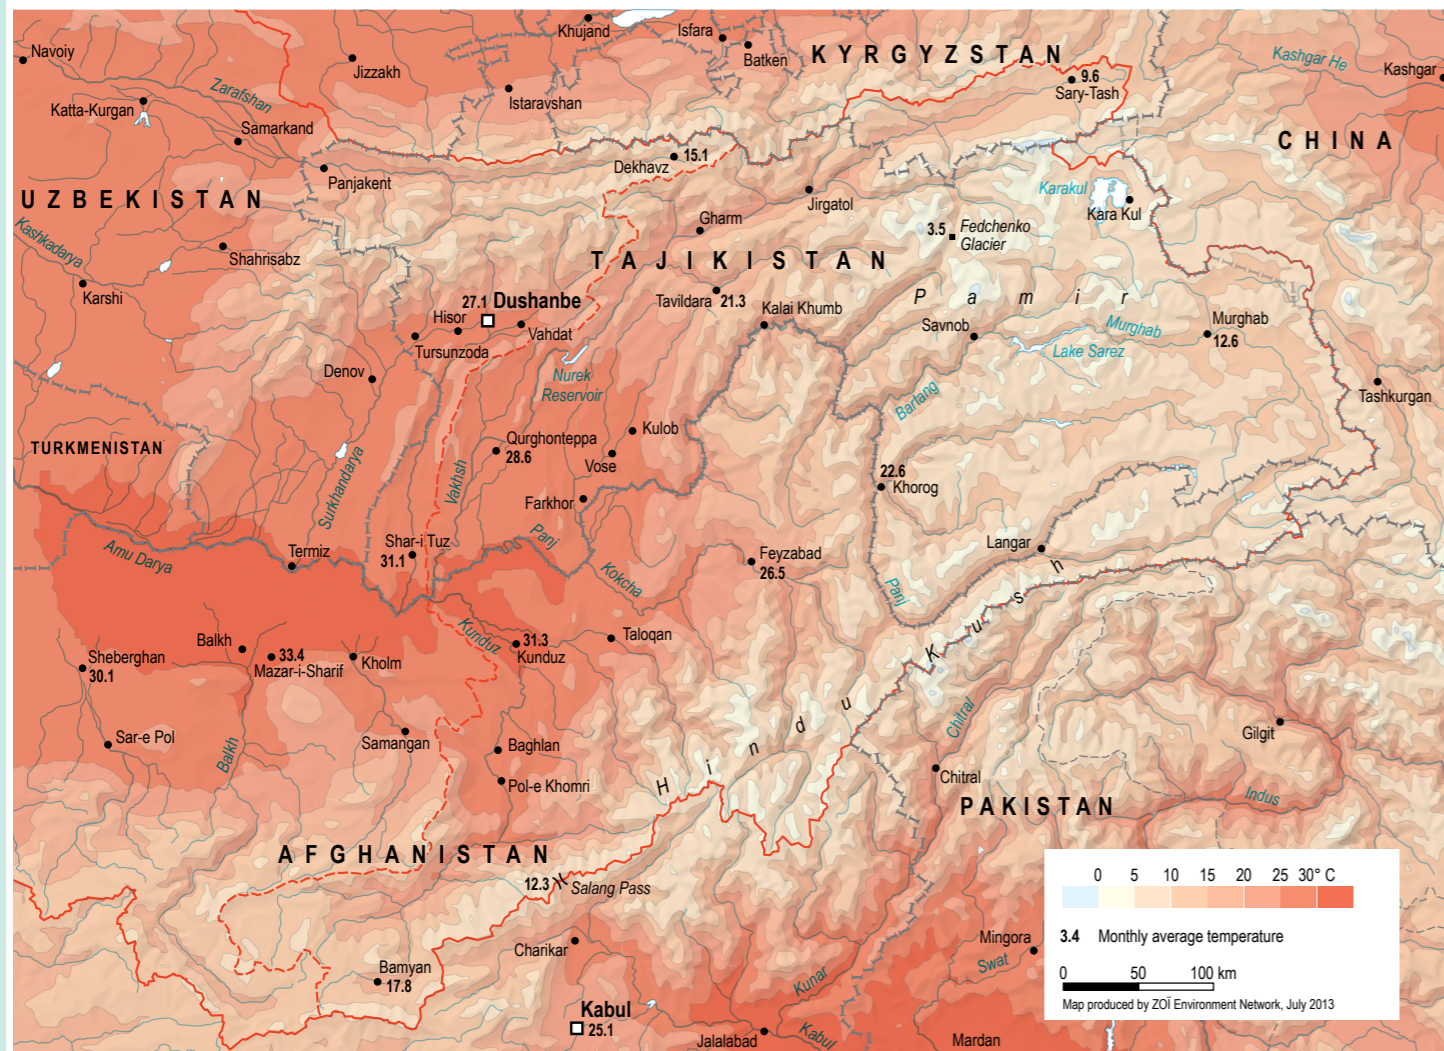 Navoiy
Khujand
Isfara
Batken
KYRGYZSTAN
Kashgar He
Kashgar
Jizzakh
Zarafshan
Katta-Kurgan
Istaravshan
9.6
Sary-Tash
Samarkand
CHINA
Dekhavz
15.1
Panjakent
UZBEKISTAN
Jirgatol
Karakul
Kara Kul
Kashkadarya
Gharm
3.5
Fedchenko
Glacier
Shahrisabz
TAJIKISTAN
Karshi
27.1
Dushanbe
Tavildara
21.3
Kalai Khumb
Pamir
Hisor
Vahdat
Tursunzoda
Savnob
Murghab
Murghab
12.6
Lake Sarez
Denov
Nurek
Reservoir
Bartang
Tashkurgan
TURKMENISTAN
Qurghonteppa
28.6
Kulob
Vose
22.6
Khorog
Surkhandarya
Vakhsh
Farkhor
Amu Darya
Termiz
Shar-i Tuz
31.1
Panj
Kokcha
Feyzabad
26.5
Panj
Langar
Hindu Kush
Balkh
Sheberghan
30.1
33.4
Mazar-i-Sharif
Kholm
Kunduz
31.3
Kunduz
Taloqan
Sar-e Pol
Balkh
Samangan
Baghlan
Pol-e Khomri
Chitral
Chitral
Gilgit
Indus
PAKISTAN
AFGHANISTAN
12.3
Salang Pass
Charikar
Bamyan
17.8
Kabul
25.1
Kunar
Jalalabad
Kabul
Mingora
Swat
Mardan
0 5 10 15 20 25 30° C
3.4 Monthly average temperature
0 50 100 km
Map produced by ZOÏ Environment Network, July 2013